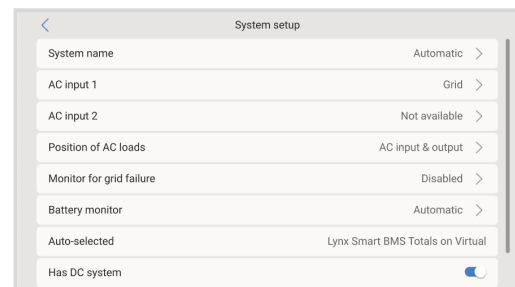 System setup
System name Automatic
AC input 1 Grid
AC input 2 Not available
Position of AC loads AC input & output
Monitor for grid failure Disabled
Battery monitor Automatic
Auto-selected Lynx Smart BMS Totals on Virtual
Has DC system